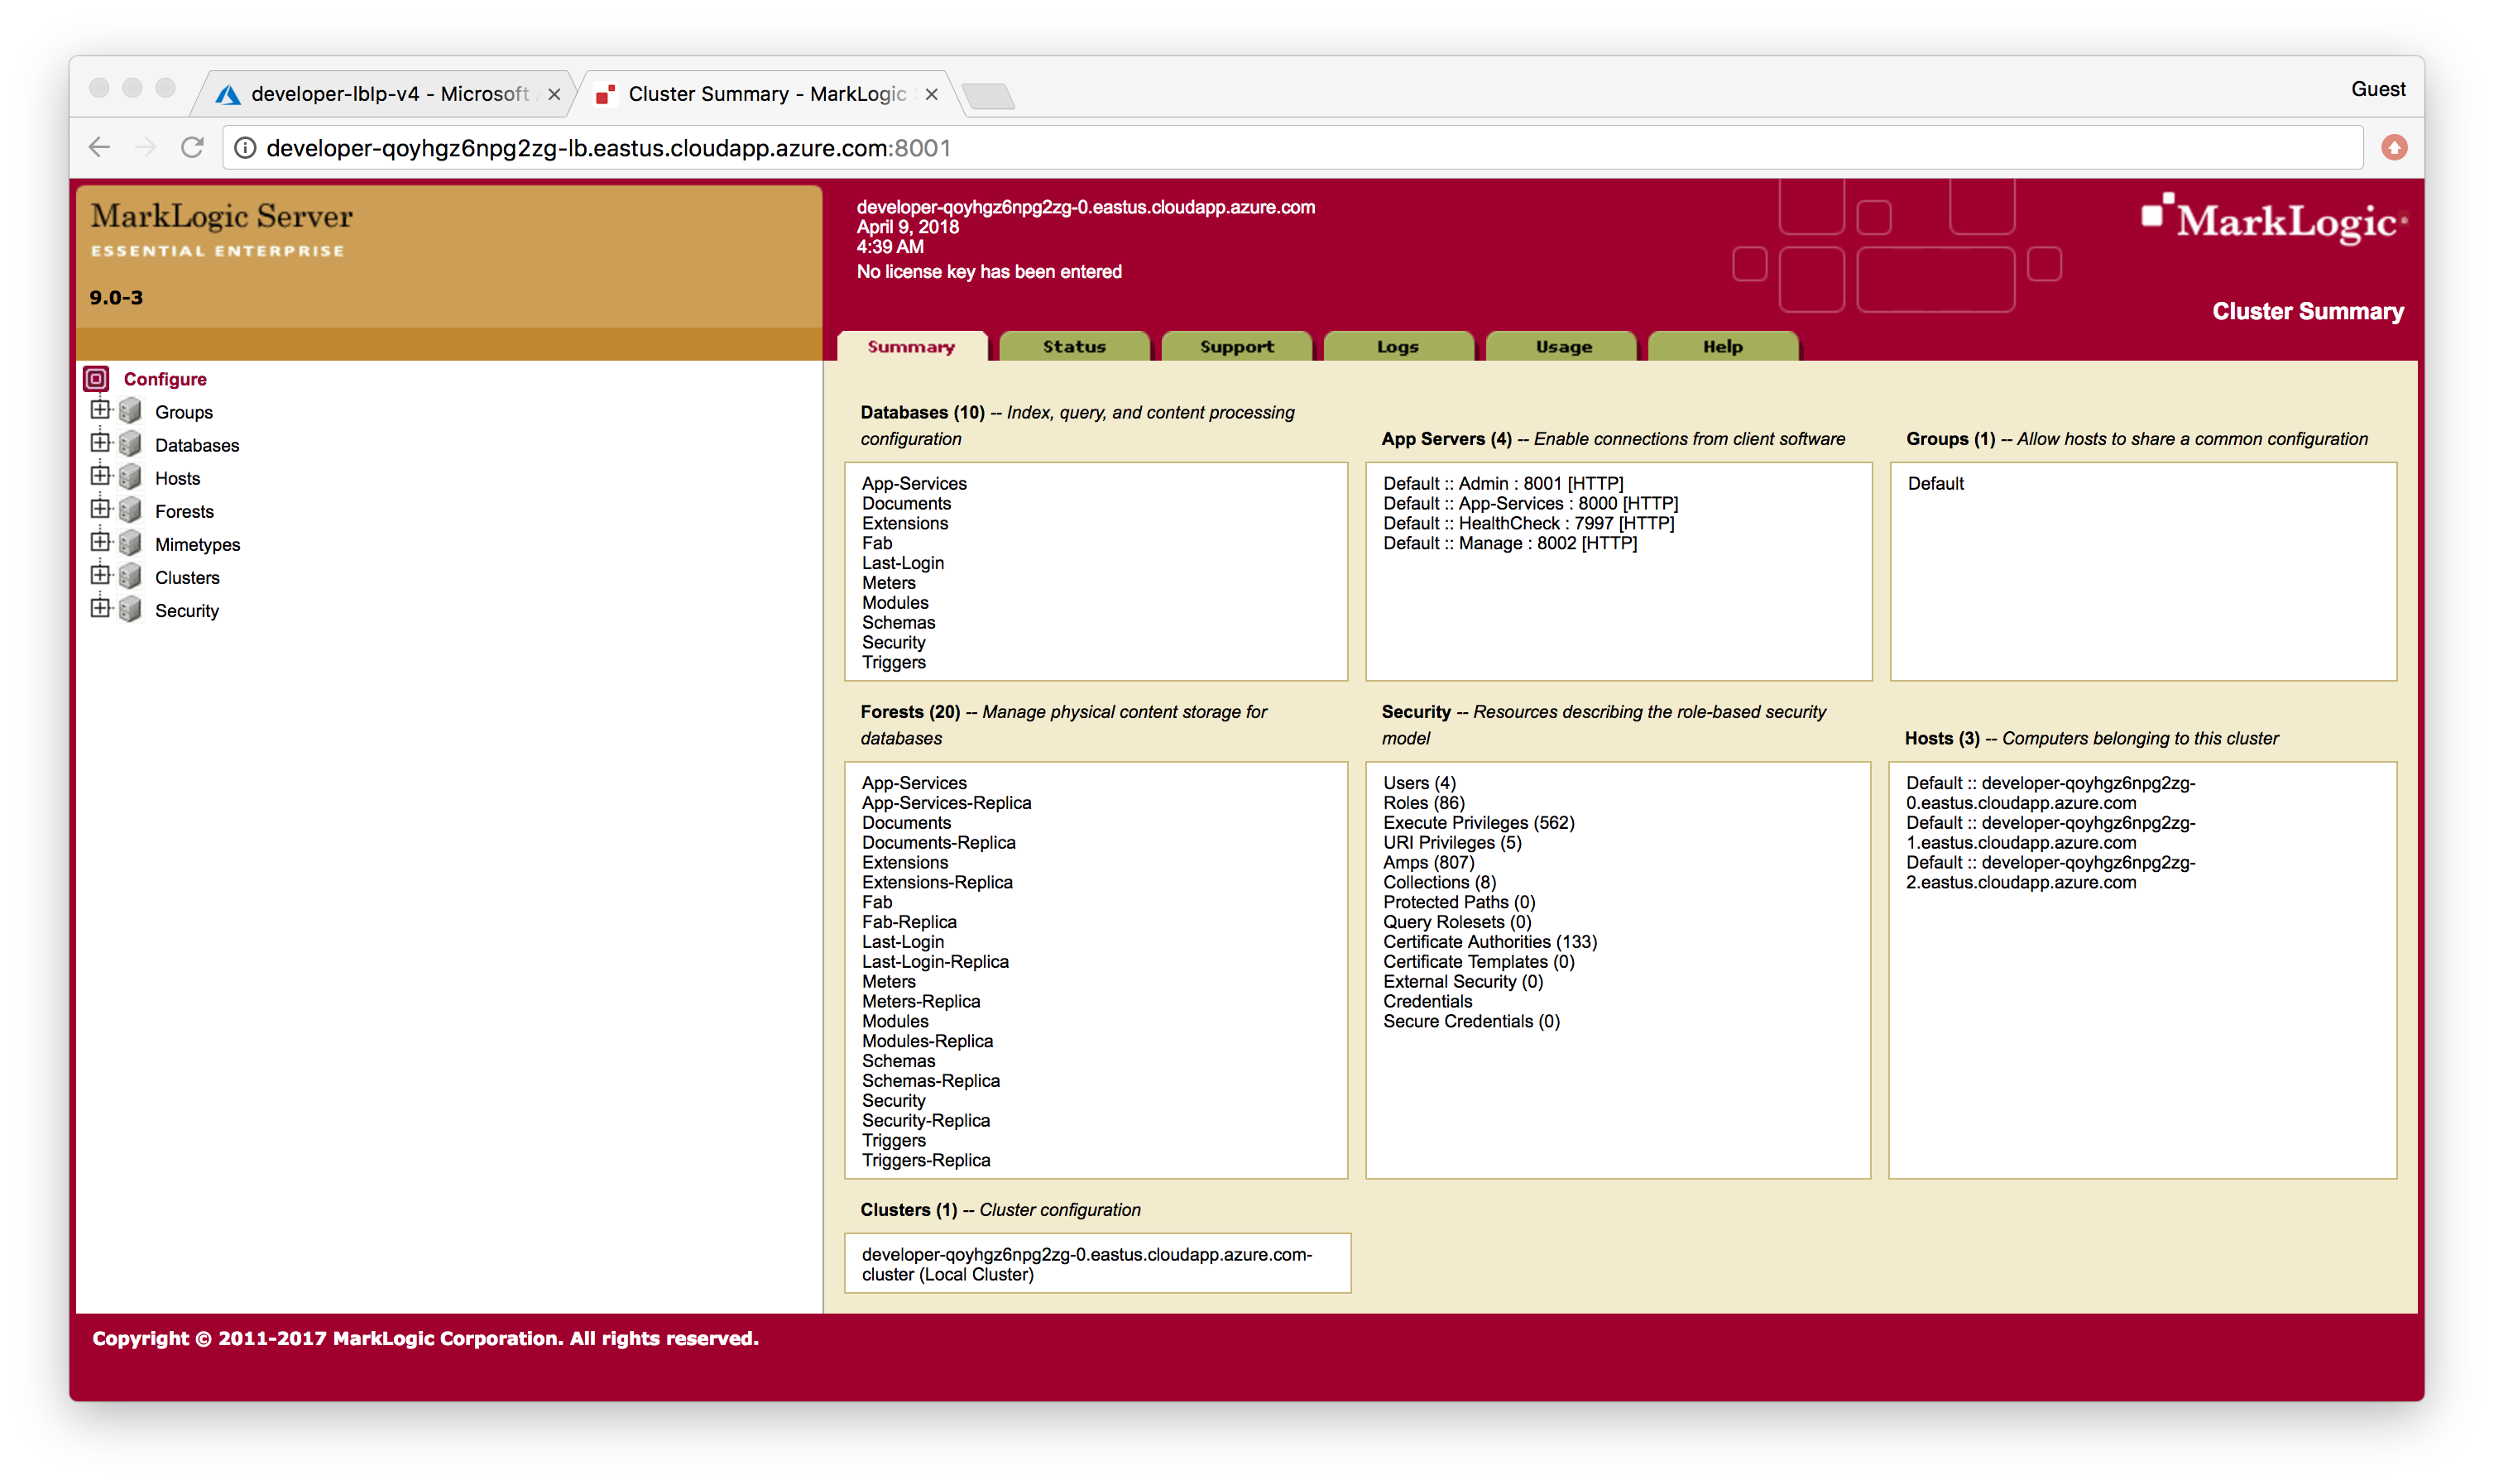 developer-lblp-v4 - Microsoft
Cluster Summary - MarkLogic
Guest
developer-qoyhgz6npg2zg-lb.eastus.cloudapp.azure.com:8001
MarkLogic Server
ESSENTIAL ENTERPRISE
9.0-3
developer-qoyhgz6npg2zg-0.eastus.cloudapp.azure.com
April 9, 2018
4:39 AM
No license key has been entered
MarkLogic
Cluster Summary
Summary
Status
Support
Logs
Usage
Help
Configure
Groups
Databases
Hosts
Forests
Mimetypes
Clusters
Security
Databases (10) -- Index, query, and content processing
configuration
App-Services
Documents
Extensions
Fab
Last-Login
Meters
Modules
Schemas
Security
Triggers
App Servers (4) -- Enable connections from client software
Default :: Admin : 8001 [HTTP]
Default :: App-Services : 8000 [HTTP]
Default :: HealthCheck : 7997 [HTTP]
Default :: Manage : 8002 [HTTP]
Groups (1) -- Allow hosts to share a common configuration
Default
Forests (20) -- Manage physical content storage for
databases
App-Services
App-Services-Replica
Documents
Documents-Replica
Extensions
Extensions-Replica
Fab
Fab-Replica
Last-Login
Last-Login-Replica
Meters
Meters-Replica
Modules
Modules-Replica
Schemas
Schemas-Replica
Security
Security-Replica
Triggers
Triggers-Replica
Security -- Resources describing the role-based security
model
Users (4)
Roles (86)
Execute Privileges (562)
URI Privileges (5)
Amps (807)
Collections (8)
Protected Paths (0)
Query Rolesets (0)
Certificate Authorities (133)
Certificate Templates (0)
External Security (0)
Credentials
Secure Credentials (0)
Hosts (3) -- Computers belonging to this cluster
Default :: developer-qoyhgz6npg2zg-
0.eastus.cloudapp.azure.com
Default :: developer-qoyhgz6npg2zg-
1.eastus.cloudapp.azure.com
Default :: developer-qoyhgz6npg2zg-
2.eastus.cloudapp.azure.com
Clusters (1) -- Cluster configuration
developer-qoyhgz6npg2zg-0.eastus.cloudapp.azure.com-
cluster (Local Cluster)
Copyright © 2011-2017 MarkLogic Corporation. All rights reserved.